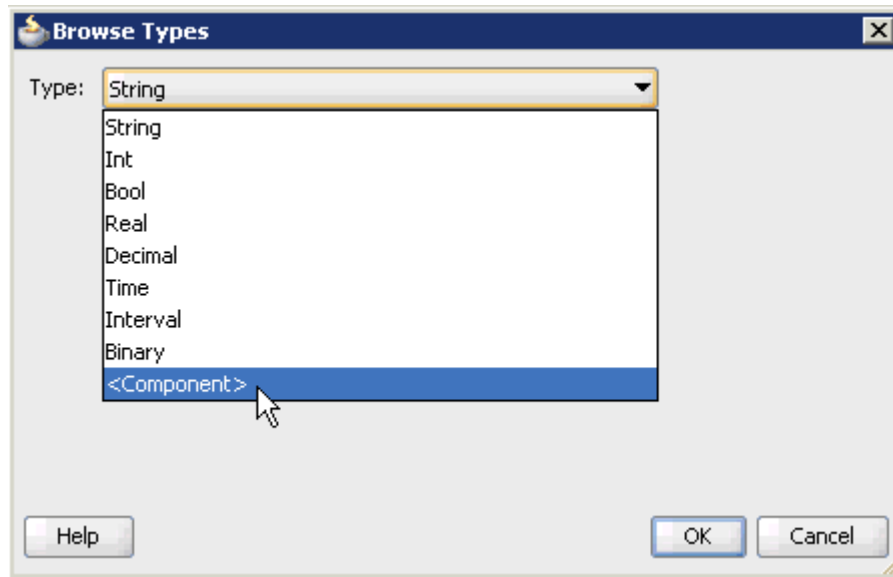 Browse Types
Type: String
String
Int
Bool
Real
Decimal
Time
Interval
Binary
<Component>
Help OK Cancel